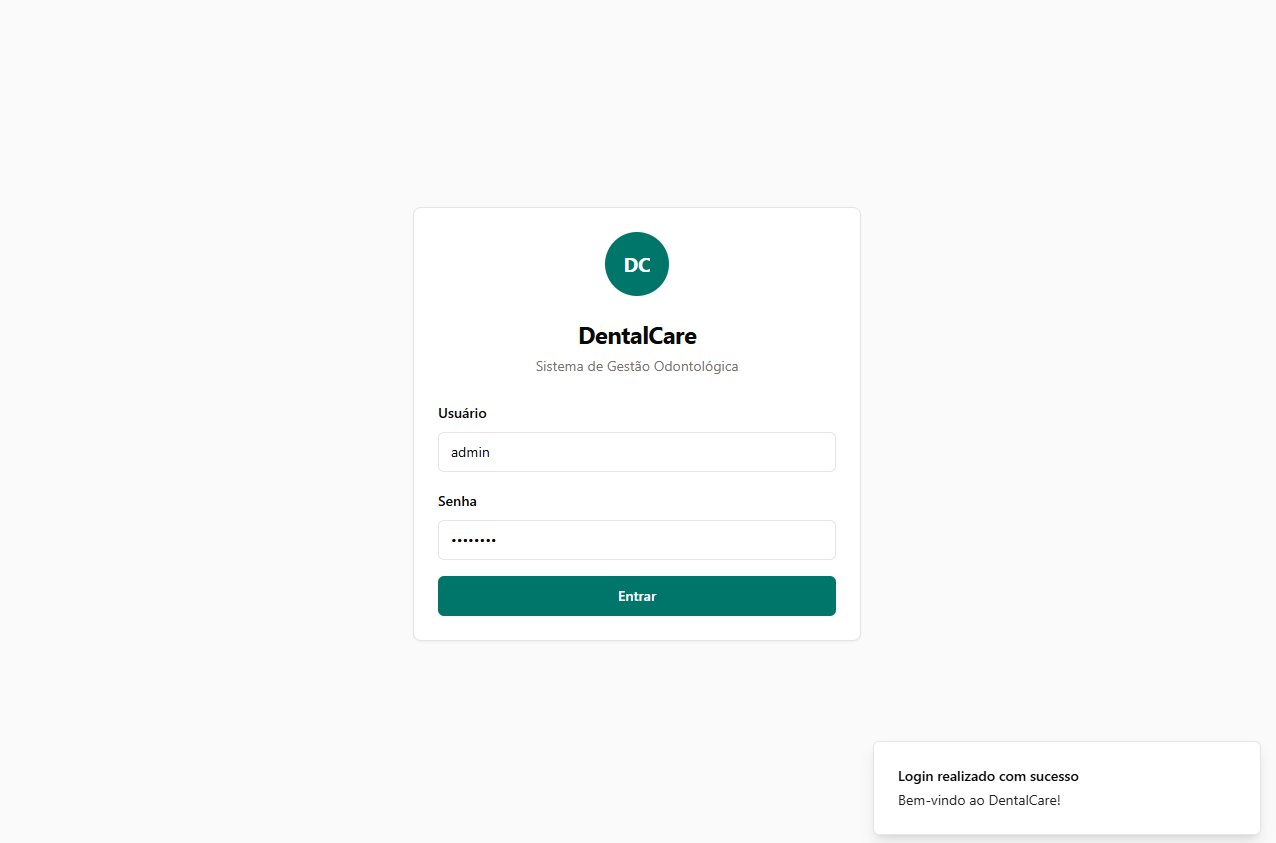 DC
DentalCare
Sistema de Gestão Odontológica
Usuário
admin
Senha
••••••••
Entrar
Login realizado com sucesso
Bem-vindo ao DentalCare!